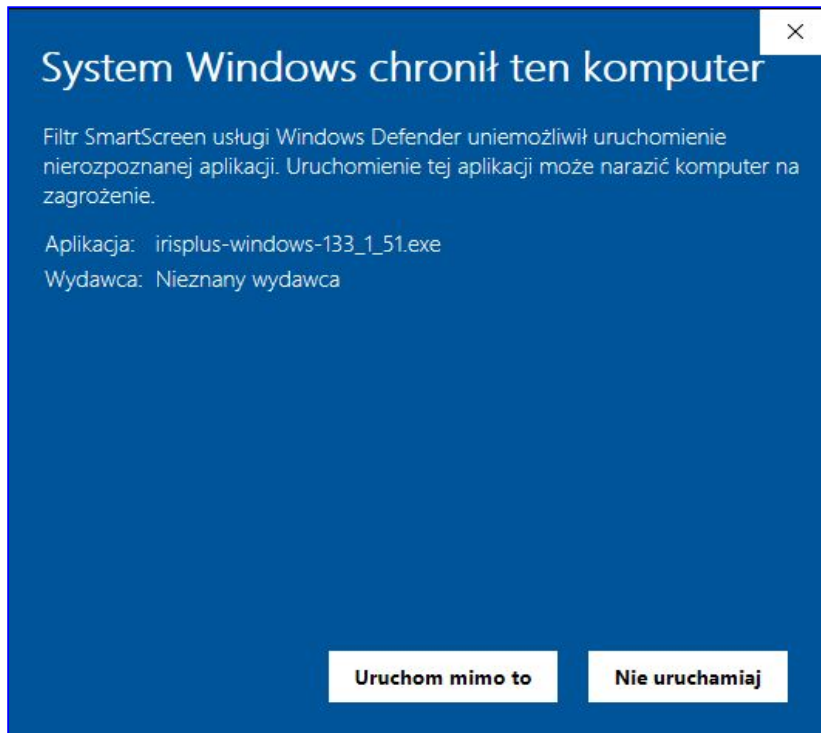 System Windows chronił ten komputer
Filtr SmartScreen usługi Windows Defender uniemożliwił uruchomienie
nierozpoznanej aplikacji. Uruchomienie tej aplikacji może narazić komputer na
zagrożenie.
Aplikacja: irisplus-windows-133_1_51.exe
Wydawca: Nieznany wydawca
Uruchom mimo to Nie uruchamiaj